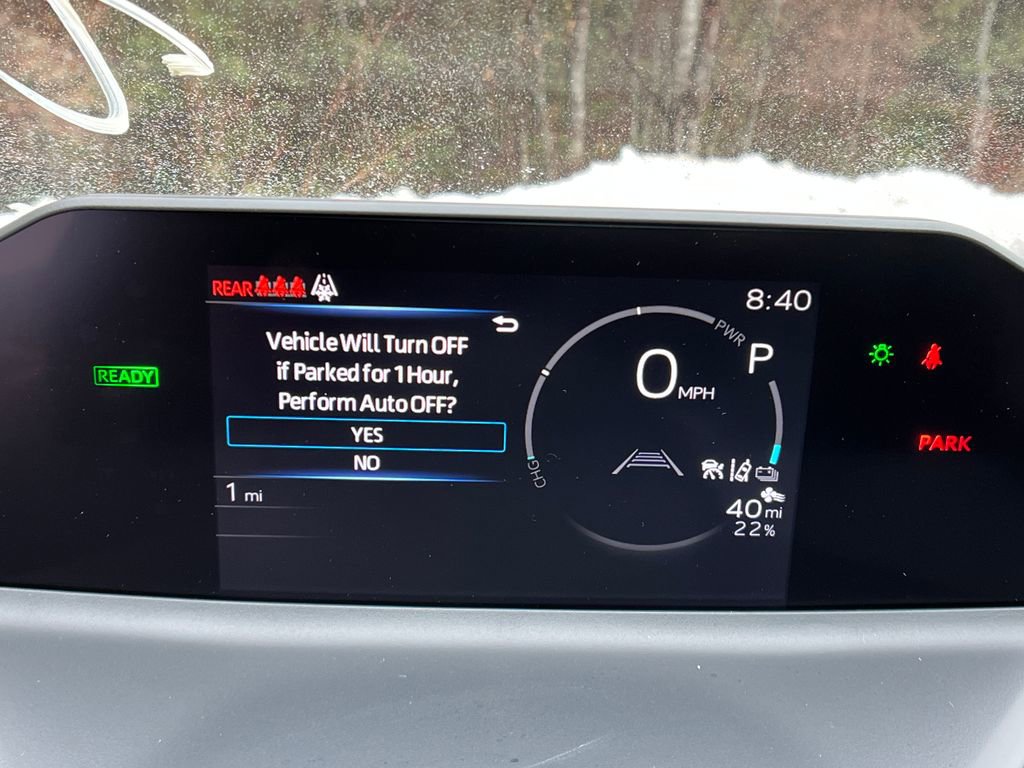 REAR
8:40
Vehicle Will Turn OFF
if Parked for 1 Hour,
Perform Auto OFF?
YES
NO
1 mi
READY
PWR
P
0 MPH
CHG
40 mi
22%
PARK